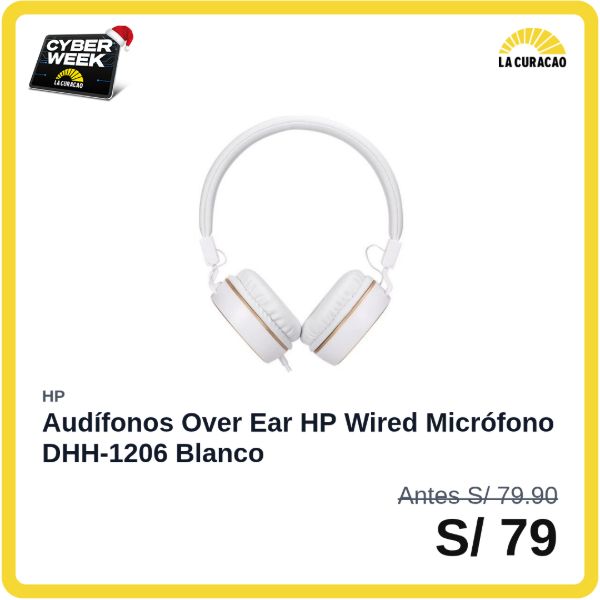 CYBER
WEEK
LA CURACAO
LA CURACAO
HP
Audífonos Over Ear HP Wired Micrófono
DHH-1206 Blanco
Antes S/ 79.90
S/ 79